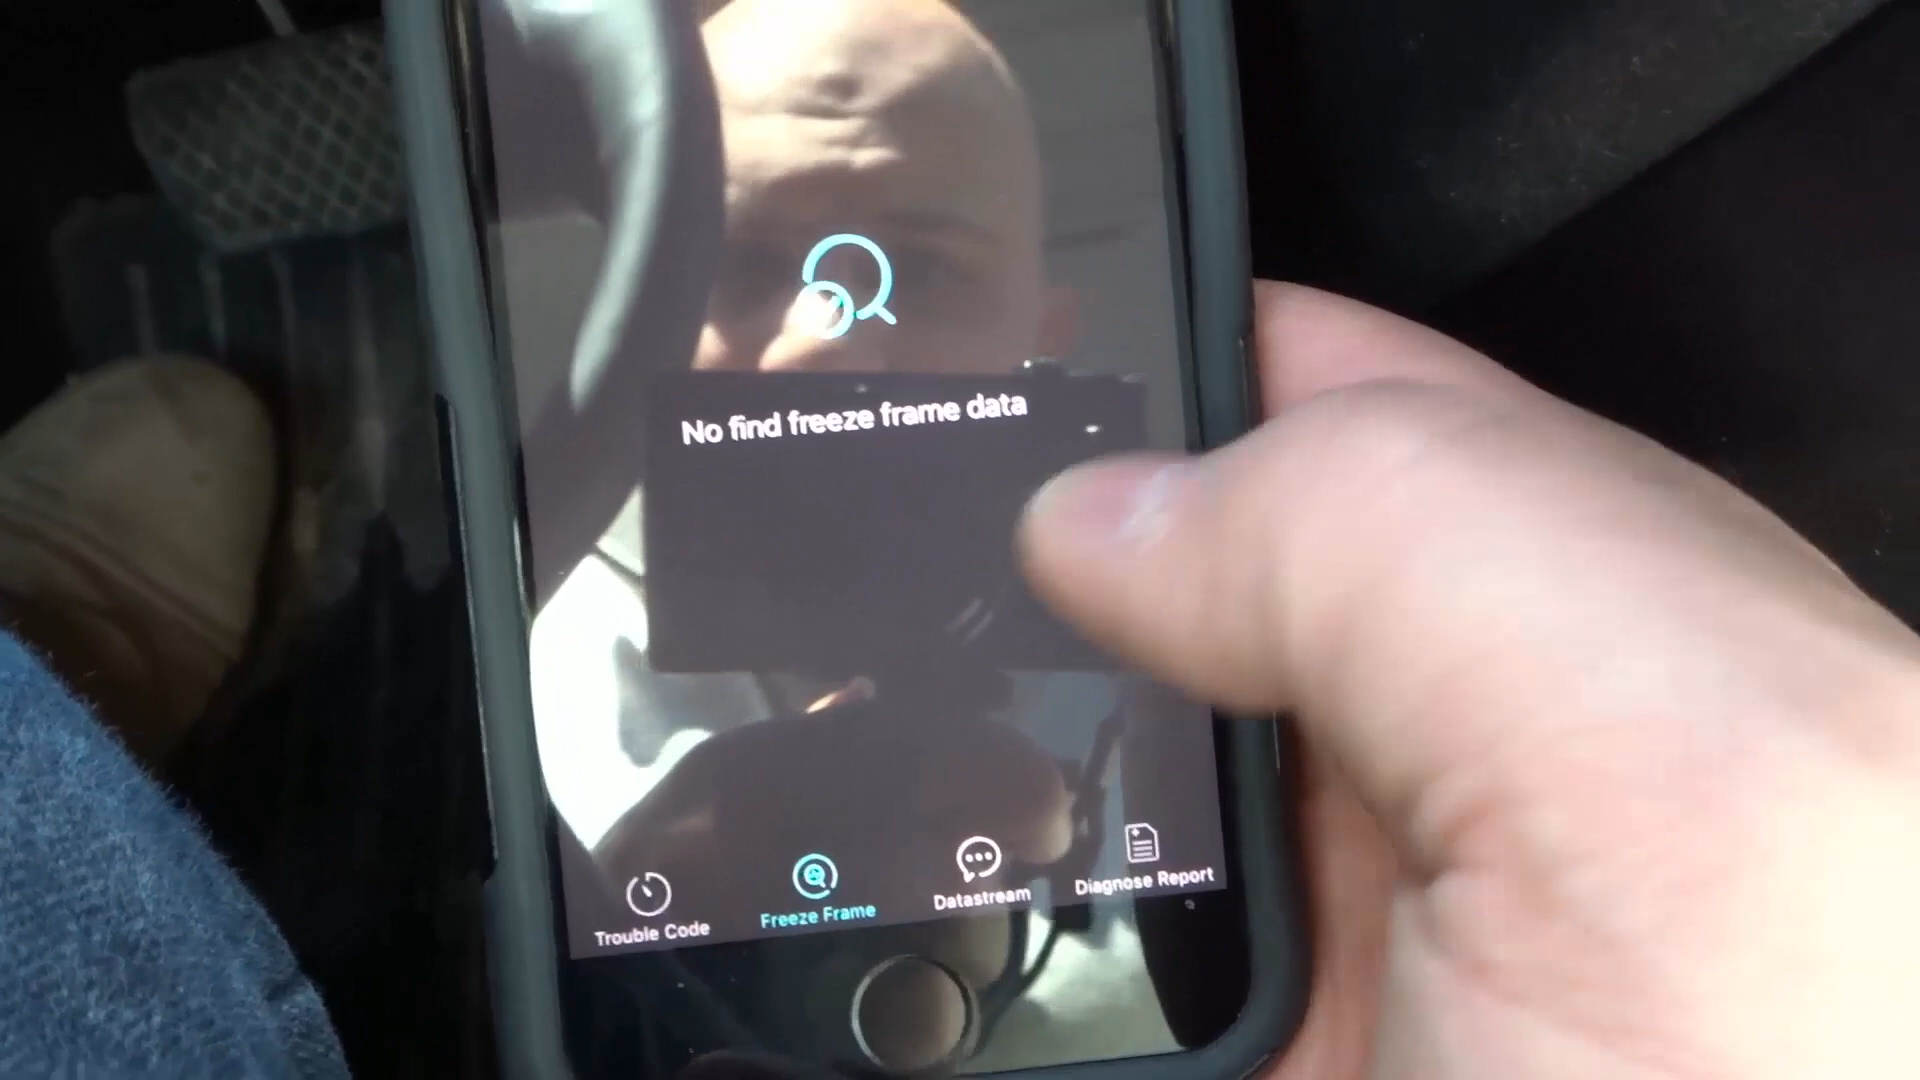 No find freeze frame data
Trouble Code
Freeze Frame
Datastream
Diagnose Report